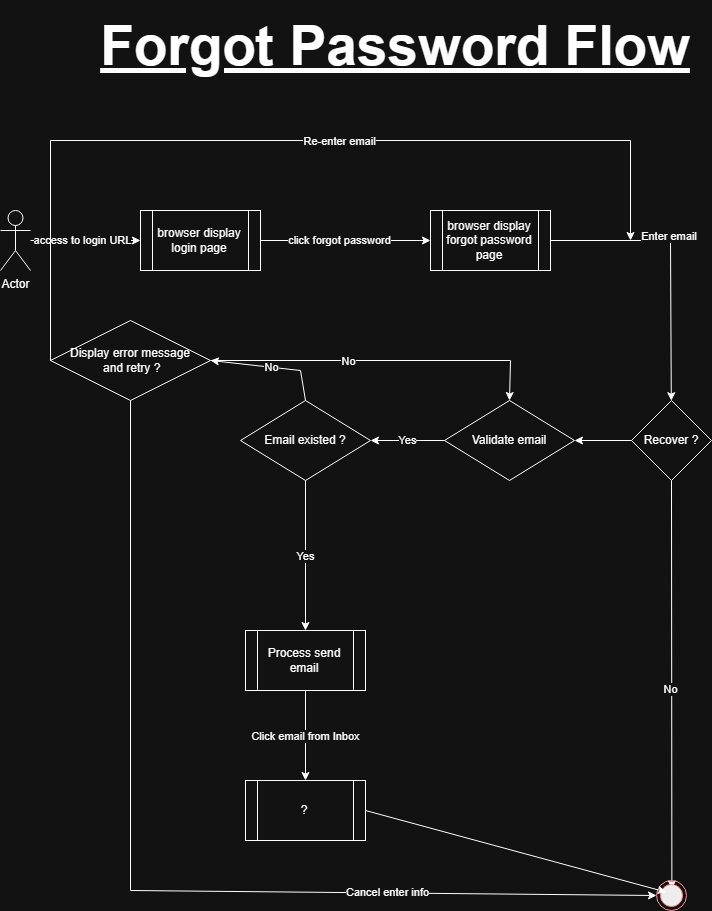 Forgot Password Flow
Re-enter email
access to login URL
browser display
login page
click forgot password
browser display
forgot password
page
Enter email
Actor
Display error message
and retry ?
No
No
Email existed ?
Yes
Validate email
Recover ?
Yes
Process send
email
No
Click email from Inbox
?
Cancel enter info